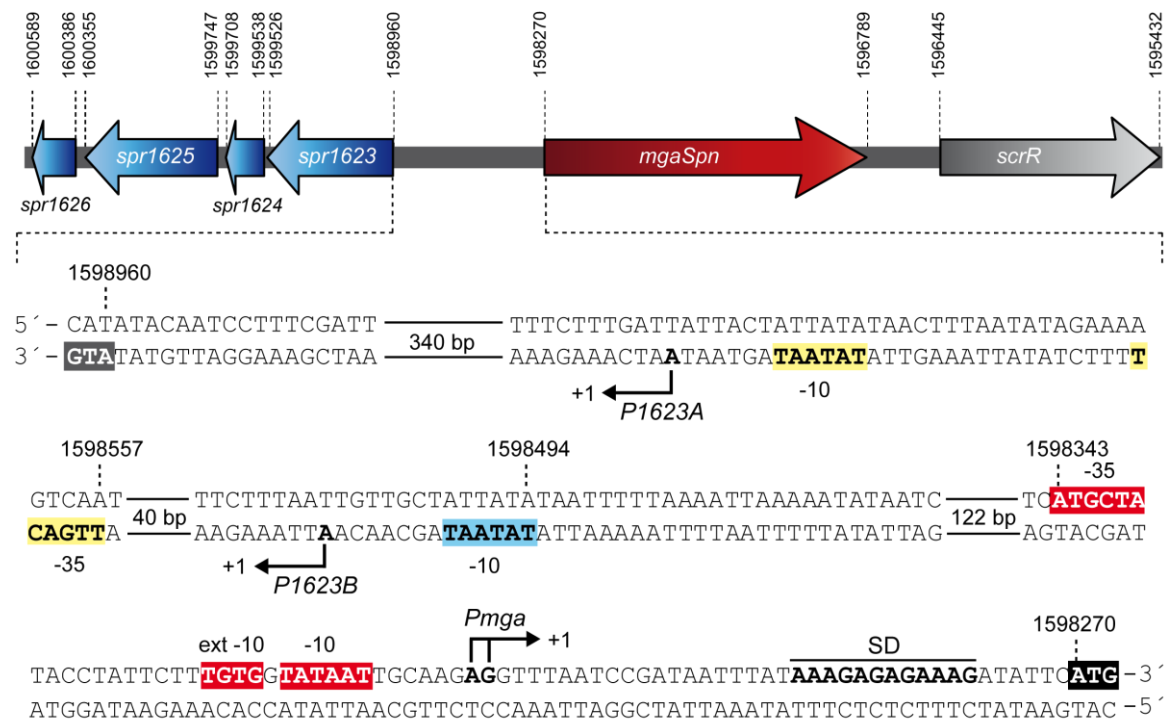 1600589 1600386 1600355 1599747 1599708 1599538 1599526 1598960 1598270 1596789 1596445 1595432
spr1625 spr1623 mgaSpn scrR
spr1626 spr1624
1598960
5´- CATATACAATCCTTTCGATT TTTCTTTGATTATTACTATTATATAACTTTAATATAGAAAA
340 bp
3´- GTATATGTTAGGAAAGCTAA AAAGAAACTAATAATGATAATATATTGAAATTATATCTTTT
+1 P1623A -10
1598557 1598494 1598343
-35
GTCAAT TTCTTTAATTGTTGCTATTATATAATTTTTAAAATTAAAAATATAATC TCATGCTA
40 bp 122 bp
CAGTTA AAGAAATTAACAACGATAATATATTAAAAATTTTAATTTTTATATTAG AGTACGAT
-35 +1 P1623B -10
Pmga +1 1598270
ext -10 -10 SD
TACCTATTCTTTGTGGTATAATTGCAAGAGGTTTAATCCGATAATTTATAAAGAGAGAAAGATATTCATG -3´
ATGGATAAGAAACACCATATTAACGTTCTCCAAATTAGGCTATTAAATATTTCTCTCTTTCTATAAGTAC -5´